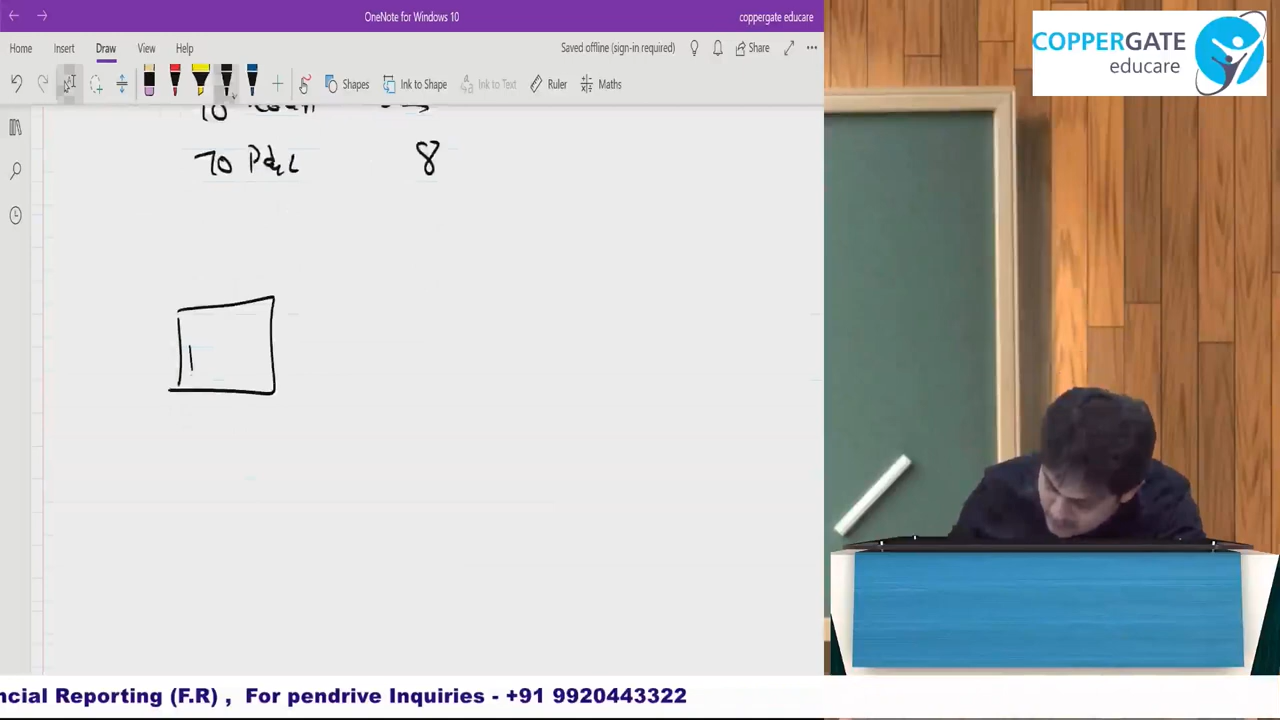 OneNote for Windows 10
coppergate educare
COPPERGATE
educare
Home Insert Draw View Help
Saved offline (sign-in required)
Share
Shapes
Ink to Shape
Ink to Text
Ruler
Maths
10
70 8
ncial Reporting (F.R) , For pendrive Inquiries - +91 9920443322